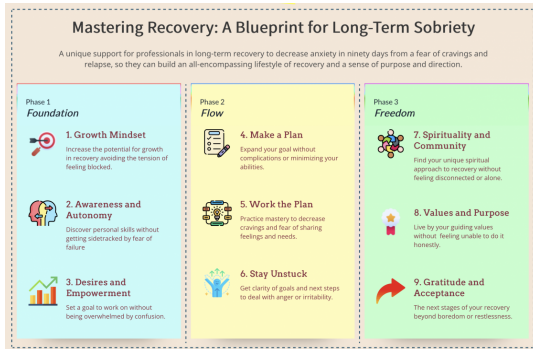 Mastering Recovery: A Blueprint for Long-Term Sobriety
A unique support for professionals in long-term recovery to decrease anxiety in ninety days from a fear of cravings and
relapse, so they can build an all-encompassing lifestyle of recovery and a sense of purpose and direction.
Phase 1
Foundation
1. Growth Mindset
Increase the potential for growth
in recovery avoiding the tension of
feeling blocked.
2. Awareness and
Autonomy
Discover personal skills without
getting sidetracked by fear of
failure
3. Desires and
Empowerment
Set a goal to work on without
being overwhelmed by confusion.
Phase 2
Flow
4. Make a Plan
Expand your goal without
complications or minimizing your
abilities.
5. Work the Plan
Practice mastery to decrease
cravings and fear of sharing
feelings and needs.
6. Stay Unstuck
Get clarity of goals and next steps
to deal with anger or irritability.
Phase 3
Freedom
7. Spirituality and
Community
Find your unique spiritual
approach to recovery without
feeling disconnected or alone.
8. Values and Purpose
Live by your guiding values
without feeling unable to do it
honestly.
9. Gratitude and
Acceptance
The next stages of your recovery
beyond boredom or restlessness.